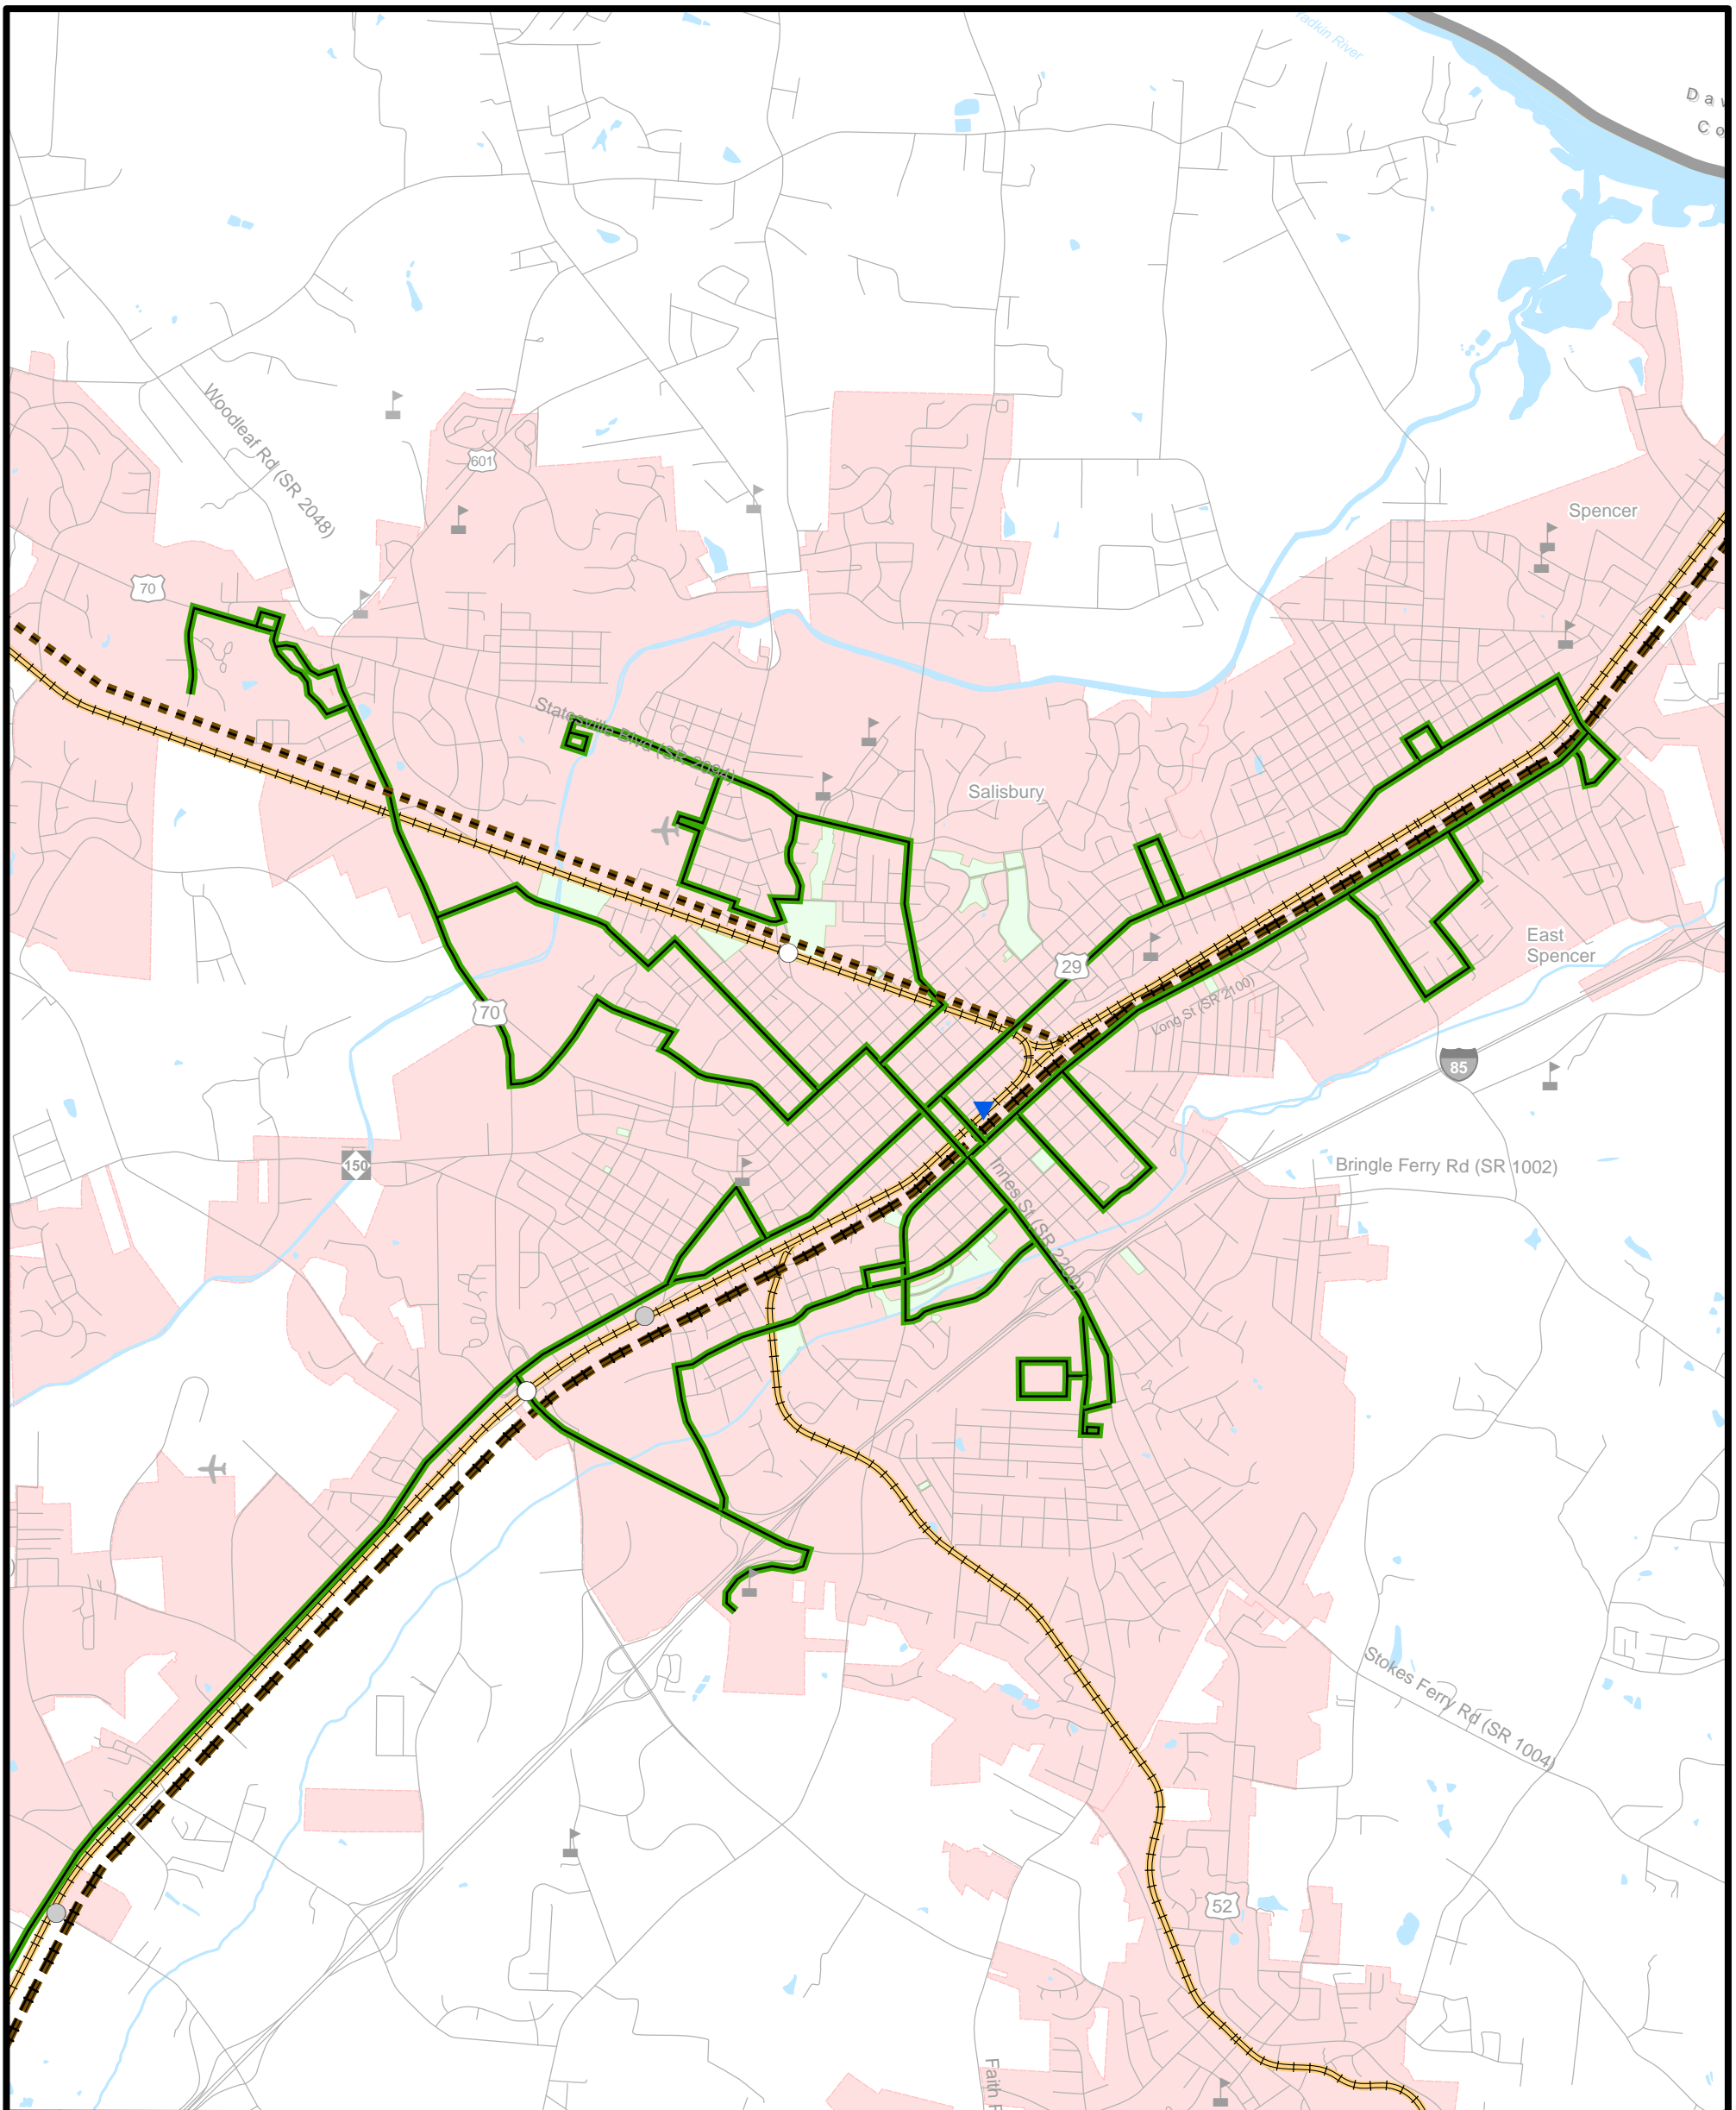 Yadkin River
Woodleaf Rd (SR 2048)
601
Spencer
70
Statesville Blvd (SR 2084)
Salisbury
29
East
Spencer
Long St (SR 2100)
70
85
150
Innes St (SR 2200)
Bringle Ferry Rd (SR 1002)
Stokes Ferry Rd (SR 1004)
52